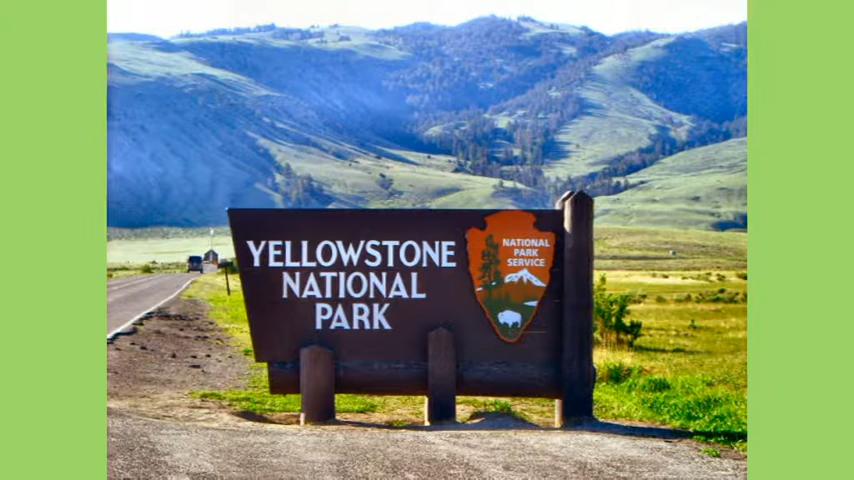 YELLOWSTONE
NATIONAL
PARK
NATIONAL
PARK
SERVICE